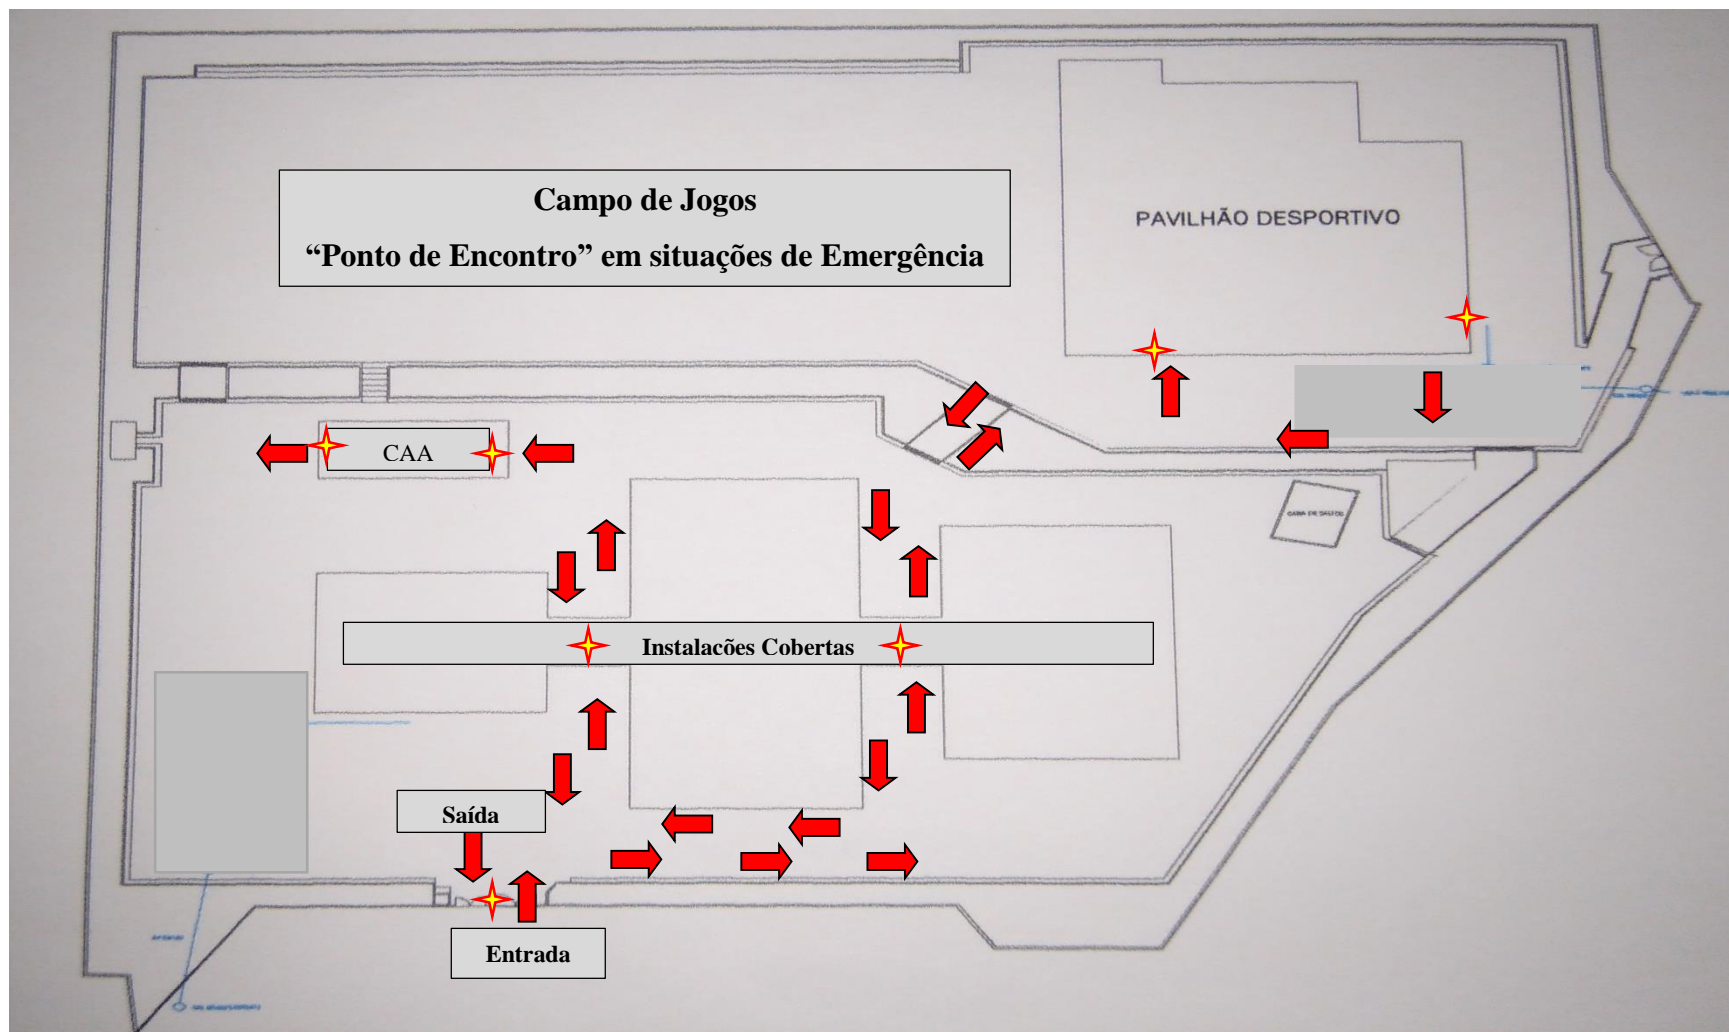 Campo de Jogos
“Ponto de Encontro” em situações de Emergência
PAVILHÃO DESPORTIVO
CAA
Instalacões Cobertas
Saída
Entrada